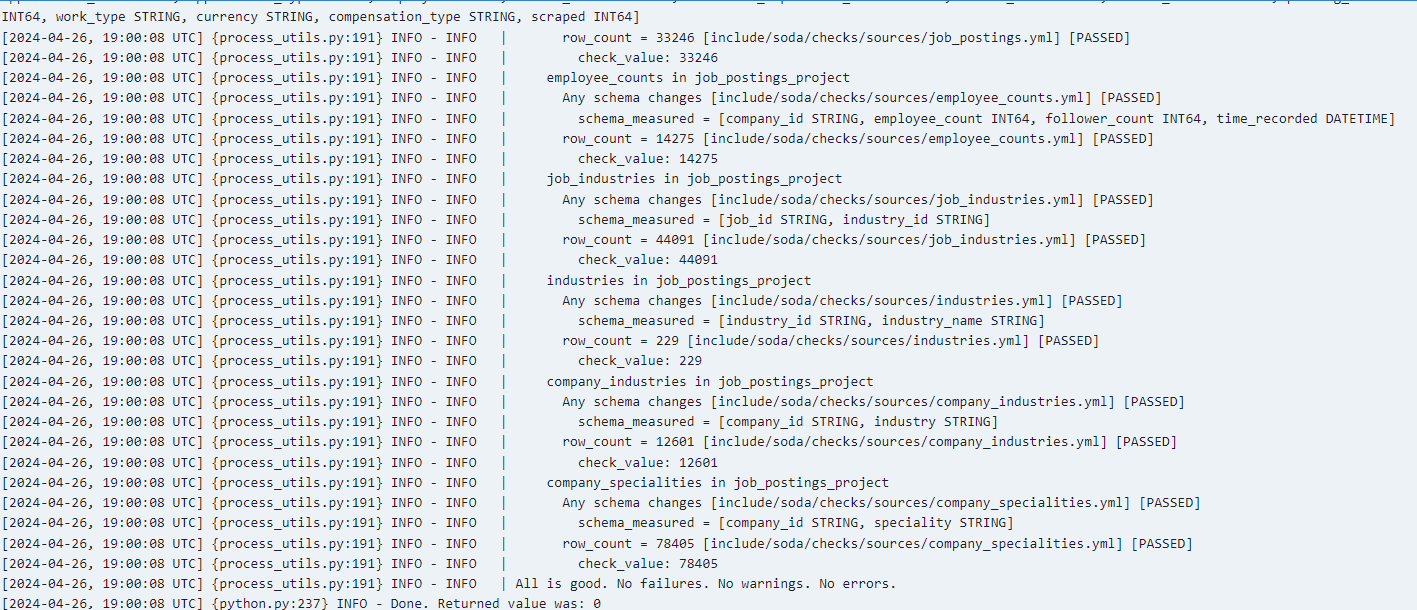 INT64, work_type STRING, currency STRING, compensation_type STRING, scraped INT64]
[2024-04-26, 19:00:08 UTC] {process_utils.py:191} INFO - INFO   |       row_count = 33246 [include/soda/checks/sources/job_postings.yml] [PASSED]
[2024-04-26, 19:00:08 UTC] {process_utils.py:191} INFO - INFO   |         check_value: 33246
[2024-04-26, 19:00:08 UTC] {process_utils.py:191} INFO - INFO   |     employee_counts in job_postings_project
[2024-04-26, 19:00:08 UTC] {process_utils.py:191} INFO - INFO   |       Any schema changes [include/soda/checks/sources/employee_counts.yml] [PASSED]
[2024-04-26, 19:00:08 UTC] {process_utils.py:191} INFO - INFO   |         schema_measured = [company_id STRING, employee_count INT64, follower_count INT64, time_recorded DATETIME]
[2024-04-26, 19:00:08 UTC] {process_utils.py:191} INFO - INFO   |       row_count = 14275 [include/soda/checks/sources/employee_counts.yml] [PASSED]
[2024-04-26, 19:00:08 UTC] {process_utils.py:191} INFO - INFO   |         check_value: 14275
[2024-04-26, 19:00:08 UTC] {process_utils.py:191} INFO - INFO   |     job_industries in job_postings_project
[2024-04-26, 19:00:08 UTC] {process_utils.py:191} INFO - INFO   |       Any schema changes [include/soda/checks/sources/job_industries.yml] [PASSED]
[2024-04-26, 19:00:08 UTC] {process_utils.py:191} INFO - INFO   |         schema_measured = [job_id STRING, industry_id STRING]
[2024-04-26, 19:00:08 UTC] {process_utils.py:191} INFO - INFO   |       row_count = 44091 [include/soda/checks/sources/job_industries.yml] [PASSED]
[2024-04-26, 19:00:08 UTC] {process_utils.py:191} INFO - INFO   |         check_value: 44091
[2024-04-26, 19:00:08 UTC] {process_utils.py:191} INFO - INFO   |     industries in job_postings_project
[2024-04-26, 19:00:08 UTC] {process_utils.py:191} INFO - INFO   |       Any schema changes [include/soda/checks/sources/industries.yml] [PASSED]
[2024-04-26, 19:00:08 UTC] {process_utils.py:191} INFO - INFO   |         schema_measured = [industry_id STRING, industry_name STRING]
[2024-04-26, 19:00:08 UTC] {process_utils.py:191} INFO - INFO   |       row_count = 229 [include/soda/checks/sources/industries.yml] [PASSED]
[2024-04-26, 19:00:08 UTC] {process_utils.py:191} INFO - INFO   |         check_value: 229
[2024-04-26, 19:00:08 UTC] {process_utils.py:191} INFO - INFO   |     company_industries in job_postings_project
[2024-04-26, 19:00:08 UTC] {process_utils.py:191} INFO - INFO   |       Any schema changes [include/soda/checks/sources/company_industries.yml] [PASSED]
[2024-04-26, 19:00:08 UTC] {process_utils.py:191} INFO - INFO   |         schema_measured = [company_id STRING, industry STRING]
[2024-04-26, 19:00:08 UTC] {process_utils.py:191} INFO - INFO   |       row_count = 12601 [include/soda/checks/sources/company_industries.yml] [PASSED]
[2024-04-26, 19:00:08 UTC] {process_utils.py:191} INFO - INFO   |         check_value: 12601
[2024-04-26, 19:00:08 UTC] {process_utils.py:191} INFO - INFO   |     company_specialities in job_postings_project
[2024-04-26, 19:00:08 UTC] {process_utils.py:191} INFO - INFO   |       Any schema changes [include/soda/checks/sources/company_specialities.yml] [PASSED]
[2024-04-26, 19:00:08 UTC] {process_utils.py:191} INFO - INFO   |         schema_measured = [company_id STRING, speciality STRING]
[2024-04-26, 19:00:08 UTC] {process_utils.py:191} INFO - INFO   |       row_count = 78405 [include/soda/checks/sources/company_specialities.yml] [PASSED]
[2024-04-26, 19:00:08 UTC] {process_utils.py:191} INFO - INFO   |         check_value: 78405
[2024-04-26, 19:00:08 UTC] {process_utils.py:191} INFO - INFO   | All is good. No failures. No warnings. No errors.
[2024-04-26, 19:00:08 UTC] {python.py:237} INFO - Done. Returned value was: 0